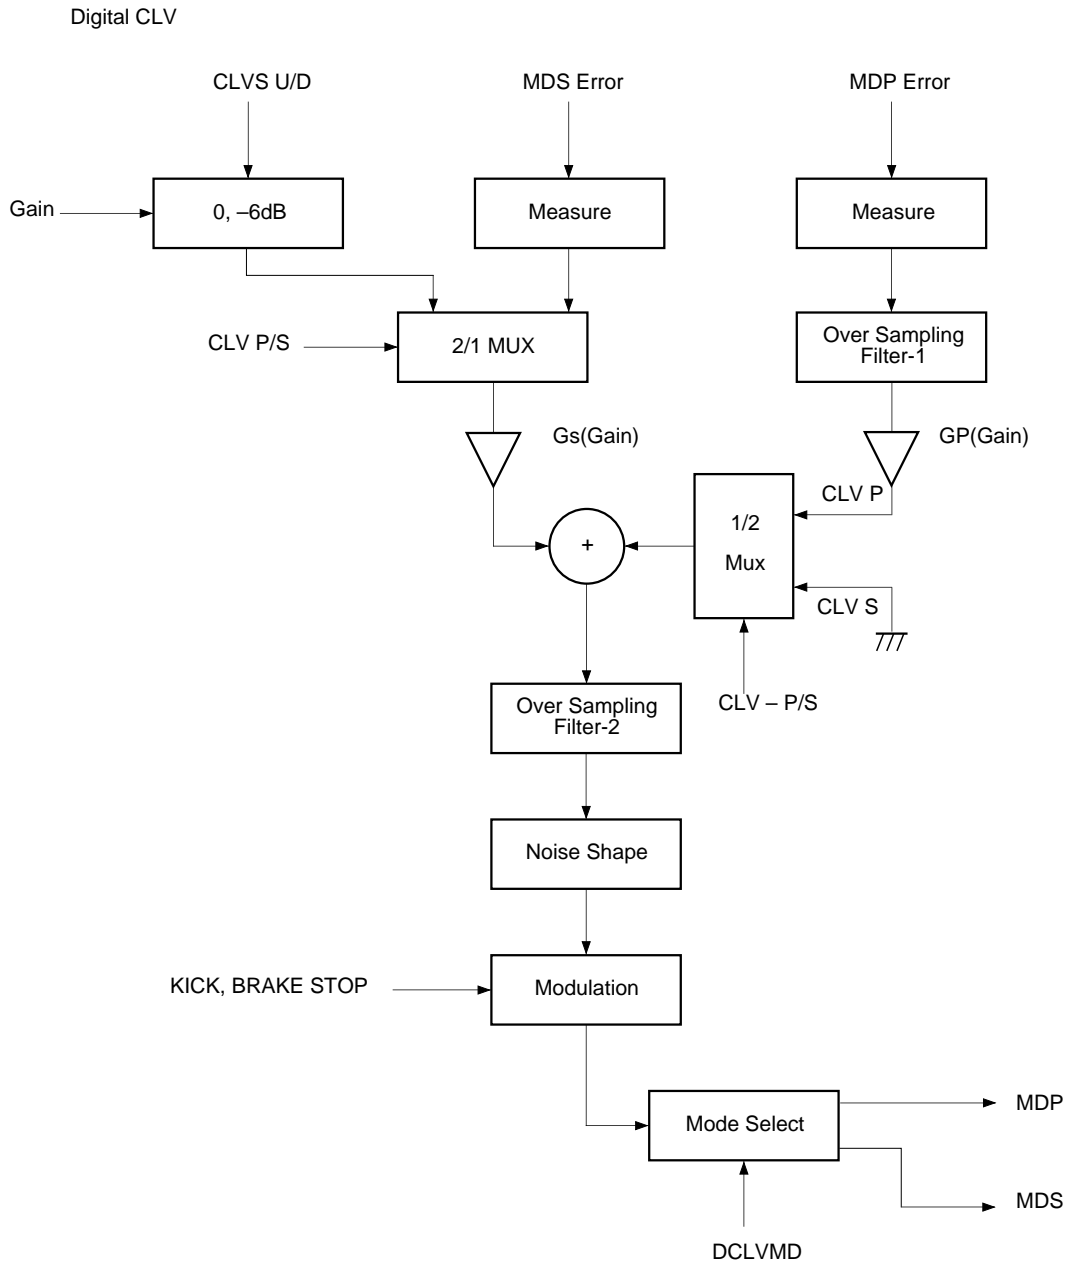 Digital CLV
CLVS U/D
MDS Error
MDP Error
Gain
0, –6dB
Measure
Measure
CLV P/S
2/1 MUX
Over Sampling
Filter-1
Gs(Gain)
GP(Gain)
CLV P
1/2
Mux
+
CLV S
CLV – P/S
Over Sampling
Filter-2
Noise Shape
KICK, BRAKE STOP
Modulation
Mode Select
MDP
MDS
DCLVMD